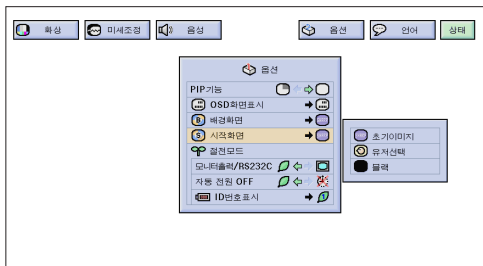 화상 미세조정 음성 옵션 언어 상태
옵션
PIP기능
OSD화면표시
B 배경화면
S 시작화면
절전모드
모니터출력/RS232C
자동 전원 OFF
ID번호표시 1
초기이미지
유저선택
블랙